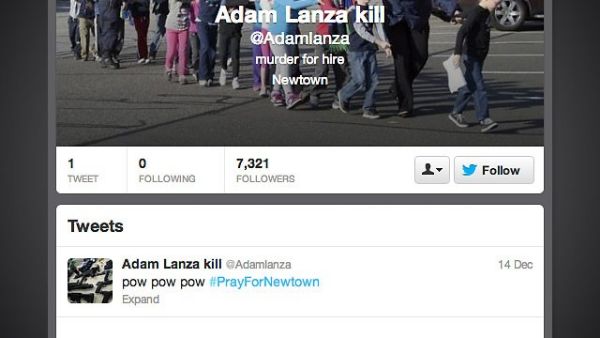 Adam Lanza kill
@Adamlanza
murder for hire
Newtown
1
TWEET
0
FOLLOWING
7,321
FOLLOWERS
Follow
Tweets
Adam Lanza kill @Adamlanza 14 Dec
pow pow pow #PrayForNewtown
Expand